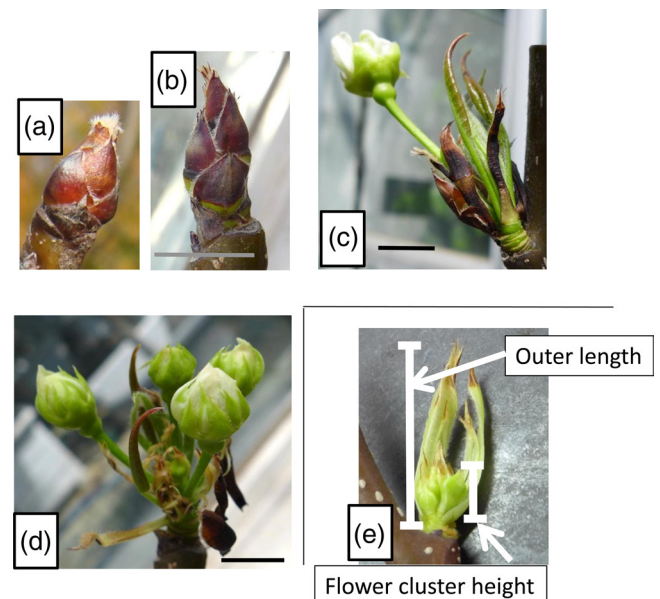 (a)
(b)
(c)
(d)
Outer length
(e)
Flower cluster height